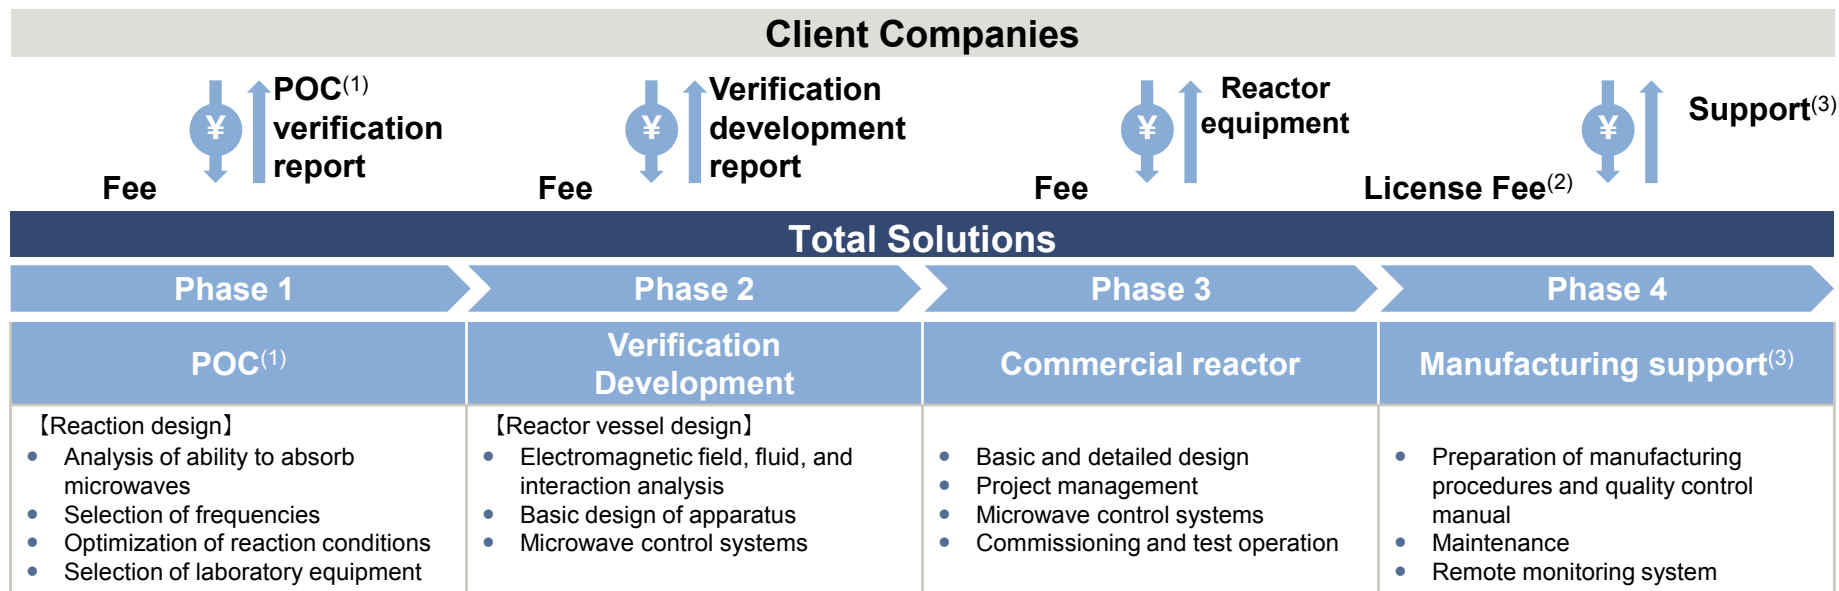 Client Companies
Fee
¥
POC(1)
verification
report
Fee
¥
Verification
development
report
Fee
¥
Reactor
equipment
License Fee(2)
¥
Support(3)
Total Solutions
Phase 1
Phase 2
Phase 3
Phase 4
POC(1)
Verification
Development
Commercial reactor
Manufacturing support(3)
【Reaction design】
• Analysis of ability to absorb
microwaves
• Selection of frequencies
• Optimization of reaction conditions
• Selection of laboratory equipment
【Reactor vessel design】
• Electromagnetic field, fluid, and
interaction analysis
• Basic design of apparatus
• Microwave control systems
• Basic and detailed design
• Project management
• Microwave control systems
• Commissioning and test operation
• Preparation of manufacturing
procedures and quality control
manual
• Maintenance
• Remote monitoring system